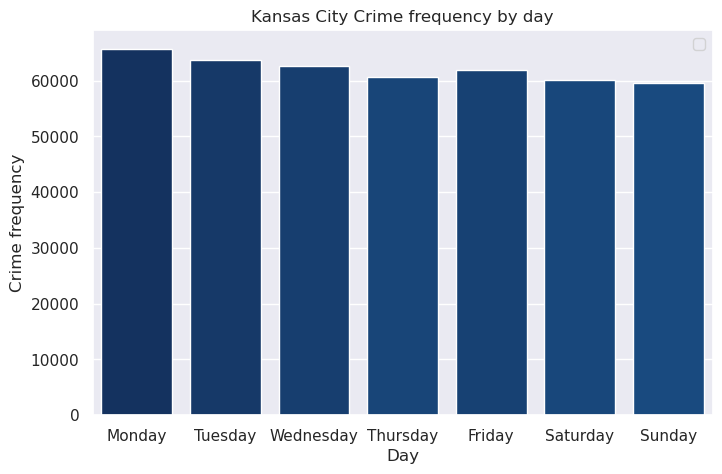 Kansas City Crime frequency by day
60000
50000
40000
30000
20000
10000
0
Crime frequency
Monday Tuesday Wednesday Thursday Friday Saturday Sunday
Day